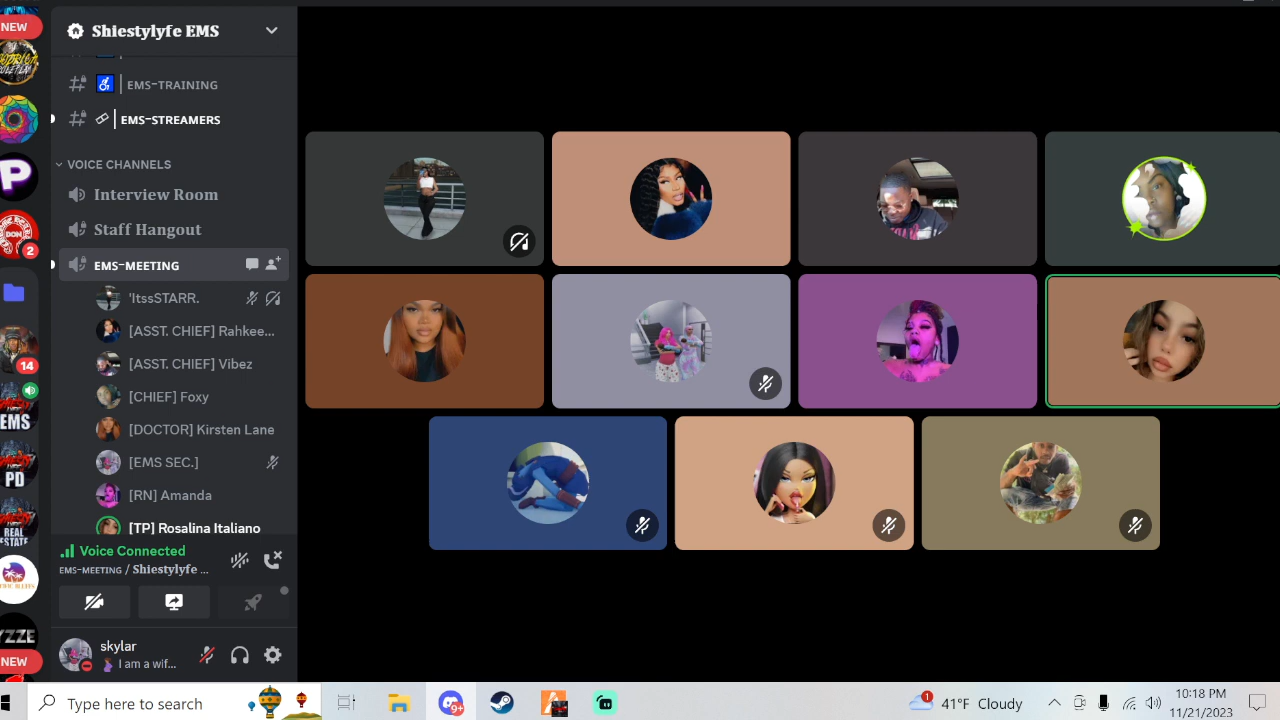 NEW
Shiestylyfe EMS
EMS-TRAINING
EMS-STREAMERS
VOICE CHANNELS
Interview Room
Staff Hangout
EMS-MEETING
'ItssSTARR.
[ASST. CHIEF] Rahkee...
[ASST. CHIEF] Vibez
[CHIEF] Foxy
[DOCTOR] Kirsten Lane
[EMS SEC.]
[RN] Amanda
[TP] Rosalina Italiano
P
DON
2
14
EMS
PD
REAL
ESTATE
YZZE
NEW
Voice Connected
EMS-MEETING / Shiestylyfe ...
skylar
I am a wif...
Type here to search
9+
1
41°F Cloudy
10:18 PM
11/21/2023